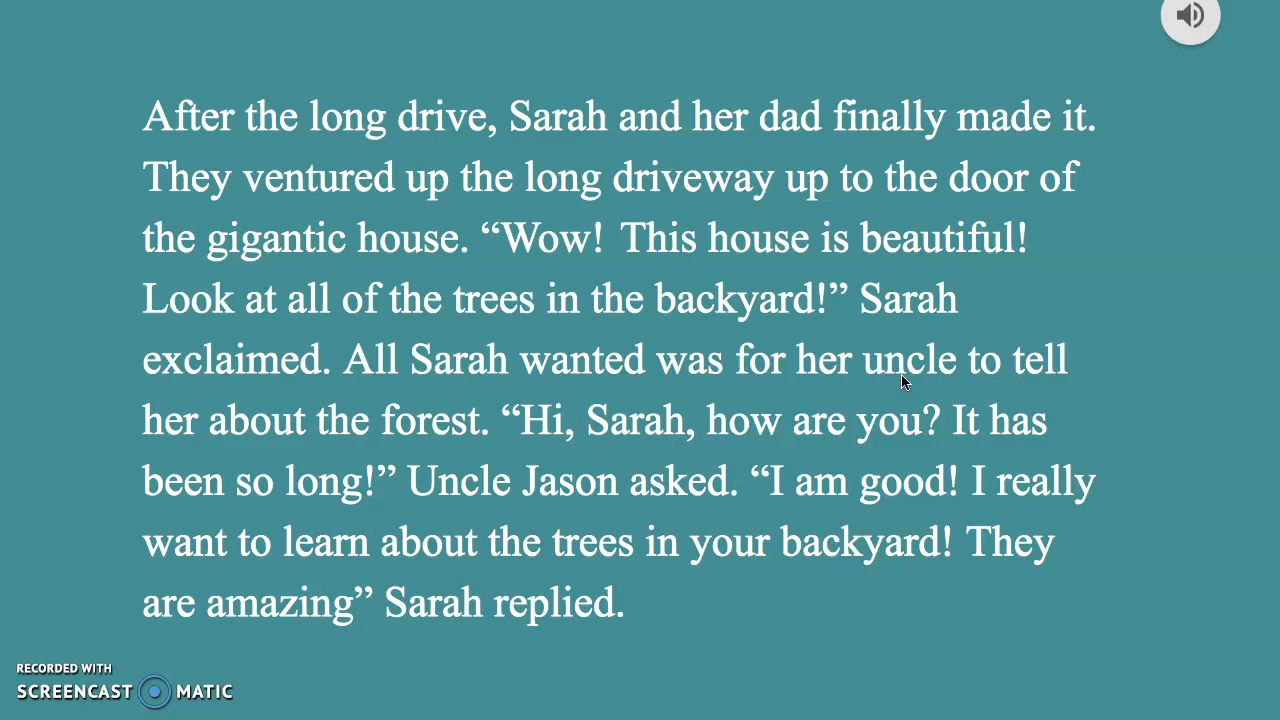 After the long drive, Sarah and her dad finally made it.
They ventured up the long driveway up to the door of
the gigantic house. “Wow! This house is beautiful!
Look at all of the trees in the backyard!” Sarah
exclaimed. All Sarah wanted was for her uncle to tell
her about the forest. “Hi, Sarah, how are you? It has
been so long!” Uncle Jason asked. “I am good! I really
want to learn about the trees in your backyard! They
are amazing” Sarah replied.
RECORDED WITH
SCREENCAST MATIC